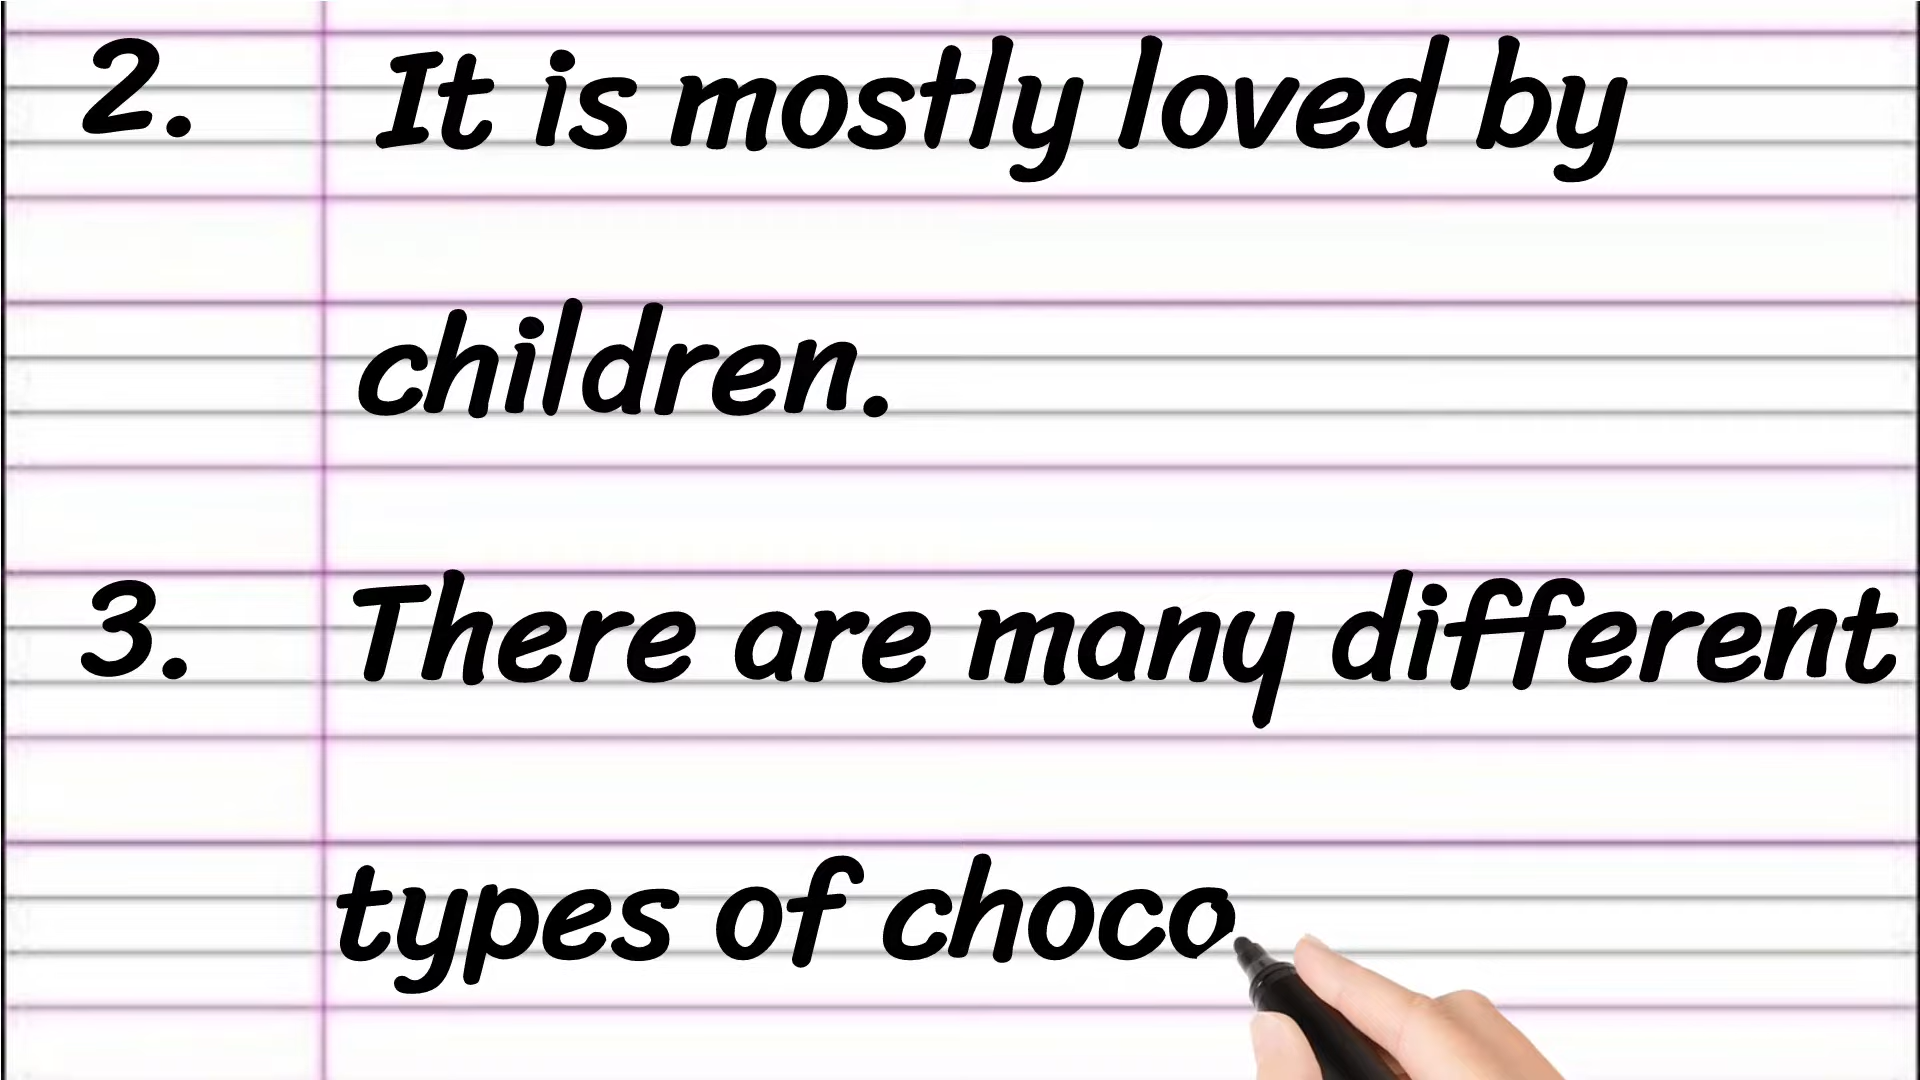 2. It is mostly loved by
children.
3. There are many different
types of choco